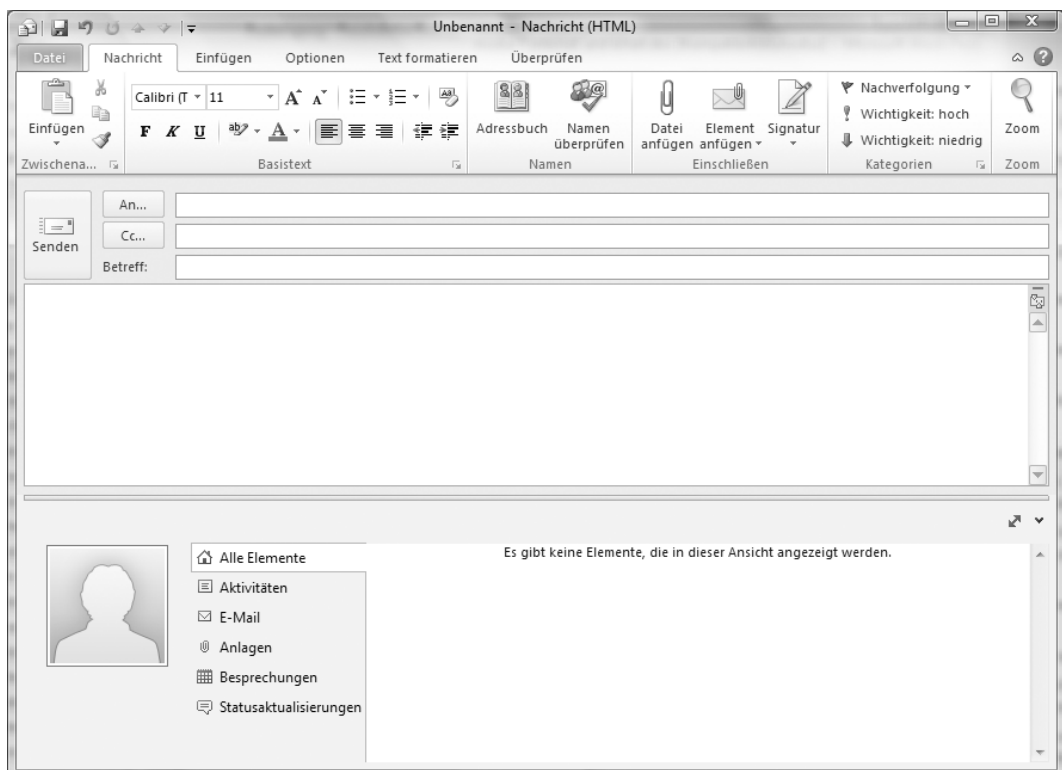 Unbenannt - Nachricht (HTML)
Datei Nachricht Einfügen Optionen Text formatieren Überprüfen
Einfügen
Zwischena...
Calibri (T 11
F K U
Basistext
Adressbuch Namen überprüfen
Namen
Datei anfügen Element anfügen Signatur
Einschließen
Nachverfolgung
Wichtigkeit: hoch
Wichtigkeit: niedrig
Kategorien
Zoom
Zoom
Senden
An...
Cc...
Betreff:
Alle Elemente
Aktivitäten
E-Mail
Anlagen
Besprechungen
Statusaktualisierungen
Es gibt keine Elemente, die in dieser Ansicht angezeigt werden.